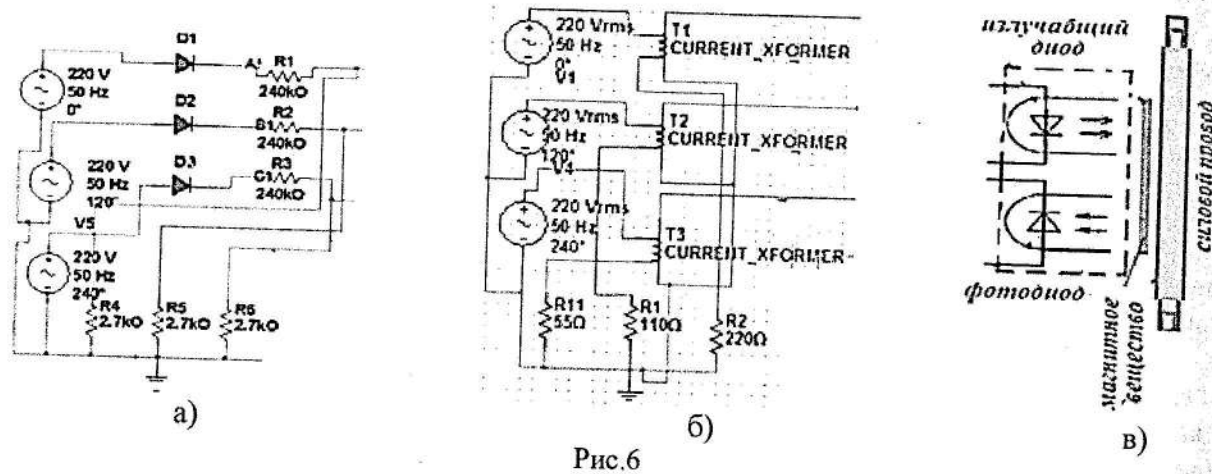 220 V
50 Hz
0°
220 V
50 Hz
120°
V5
220 V
50 Hz
240°
D1
D2
D3
A1
R1
240kΩ
B1
R2
240kΩ
C1
R3
240kΩ
R4
2.7kΩ
R5
2.7kΩ
R6
2.7kΩ
а)
220 Vrms
50 Hz
0°
V1
220 Vrms
50 Hz
120°
V4
220 Vrms
50 Hz
240°
T1
CURRENT_XFORMER
T2
CURRENT_XFORMER
T3
CURRENT_XFORMER
R11
55Ω
R1
110Ω
R2
220Ω
б)
излучабщий
диод
фотодиод
магнитное
вещество
силовой провод
в)
Рис.6